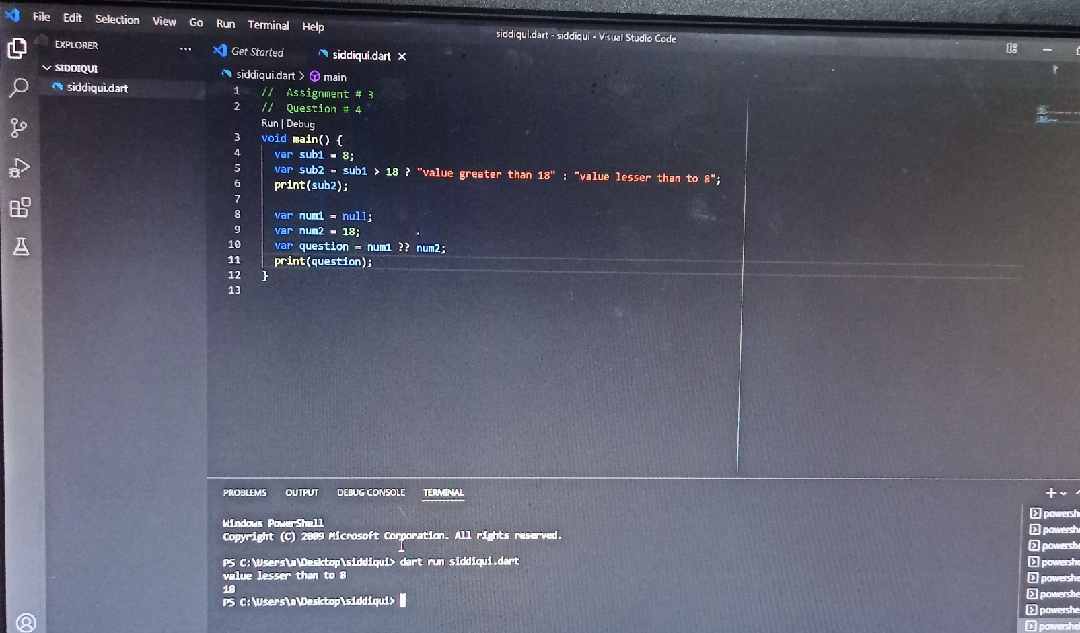 File Edit Selection View Go Run Terminal Help
siddiqui.dart - siddiqui - Visual Studio Code
EXPLORER ...
Get Started
siddiqui.dart
SIDDIQUI
siddiqui.dart
siddiqui.dart > main
1 // Assignment # 3
2 // Question # 4
Run | Debug
3 void main() {
4 var sub1 = 8;
5 var sub2 = sub1 > 18 ? "value greater than 18" : "value lesser than to 8";
6 print(sub2);
7
8 var num1 = null;
9 var num2 = 18;
10 var question = num1 ?? num2;
11 print(question);
12 }
13
PROBLEMS OUTPUT DEBUG CONSOLE TERMINAL
Windows PowerShell
Copyright (C) 2009 Microsoft Corporation. All rights reserved.
PS C:\Users\a\Desktop\siddiqui> dart run siddiqui.dart
value lesser than to 8
18
PS C:\Users\a\Desktop\siddiqui>
powersh
powershe
powershe
powershe
powershe
powershe
powershe
powershe